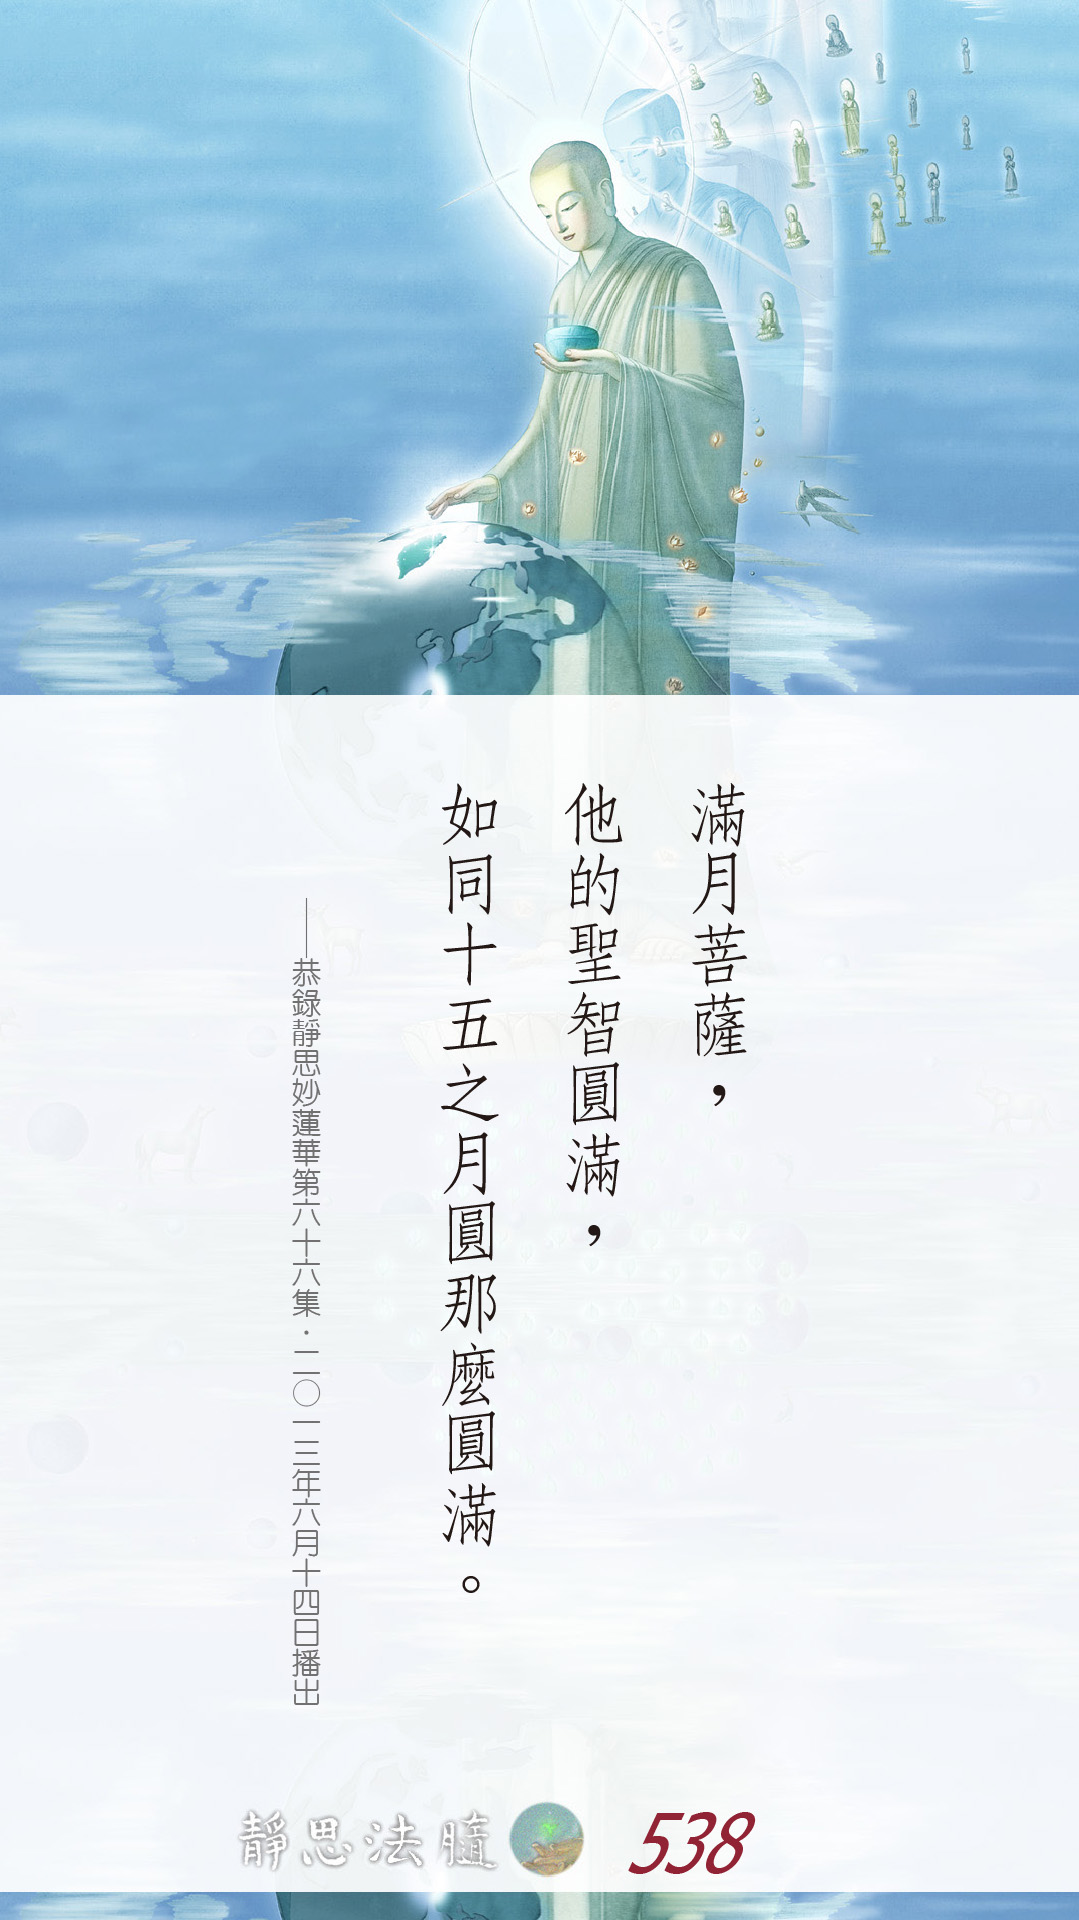 滿月菩薩，
他的聖智圓滿，
如同十五之月圓那麼圓滿。
──恭錄靜思妙蓮華第六十六集．二〇一三年六月十四日播出
靜思法髓 538